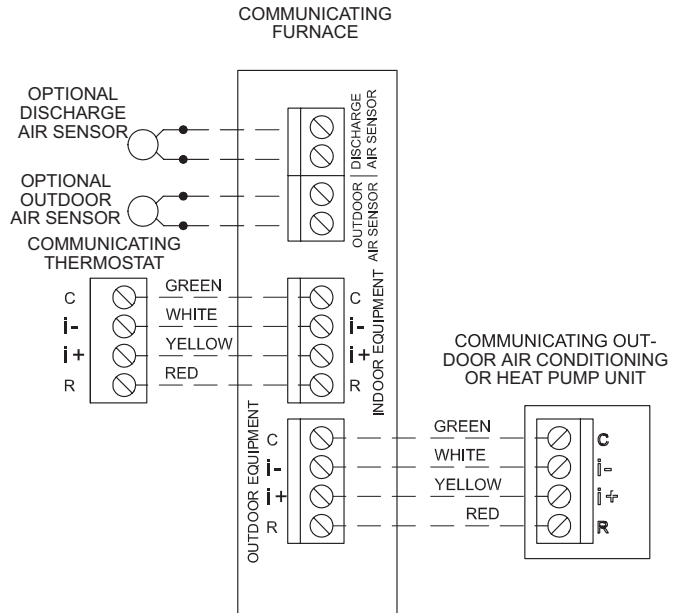 COMMUNICATING
FURNACE
OPTIONAL
DISCHARGE
AIR SENSOR
DISCHARGE
AIR SENSOR
OPTIONAL
OUTDOOR
AIR SENSOR
OUTDOOR
AIR SENSOR
COMMUNICATING
THERMOSTAT
C
i-
i+
R
GREEN
WHITE
YELLOW
RED
C
i-
i+
R
INDOOR EQUIPMENT
COMMUNICATING OUT-
DOOR AIR CONDITIONING
OR HEAT PUMP UNIT
OUTDOOR EQUIPMENT
C
i-
i+
R
GREEN
WHITE
YELLOW
RED
C
i-
i+
R